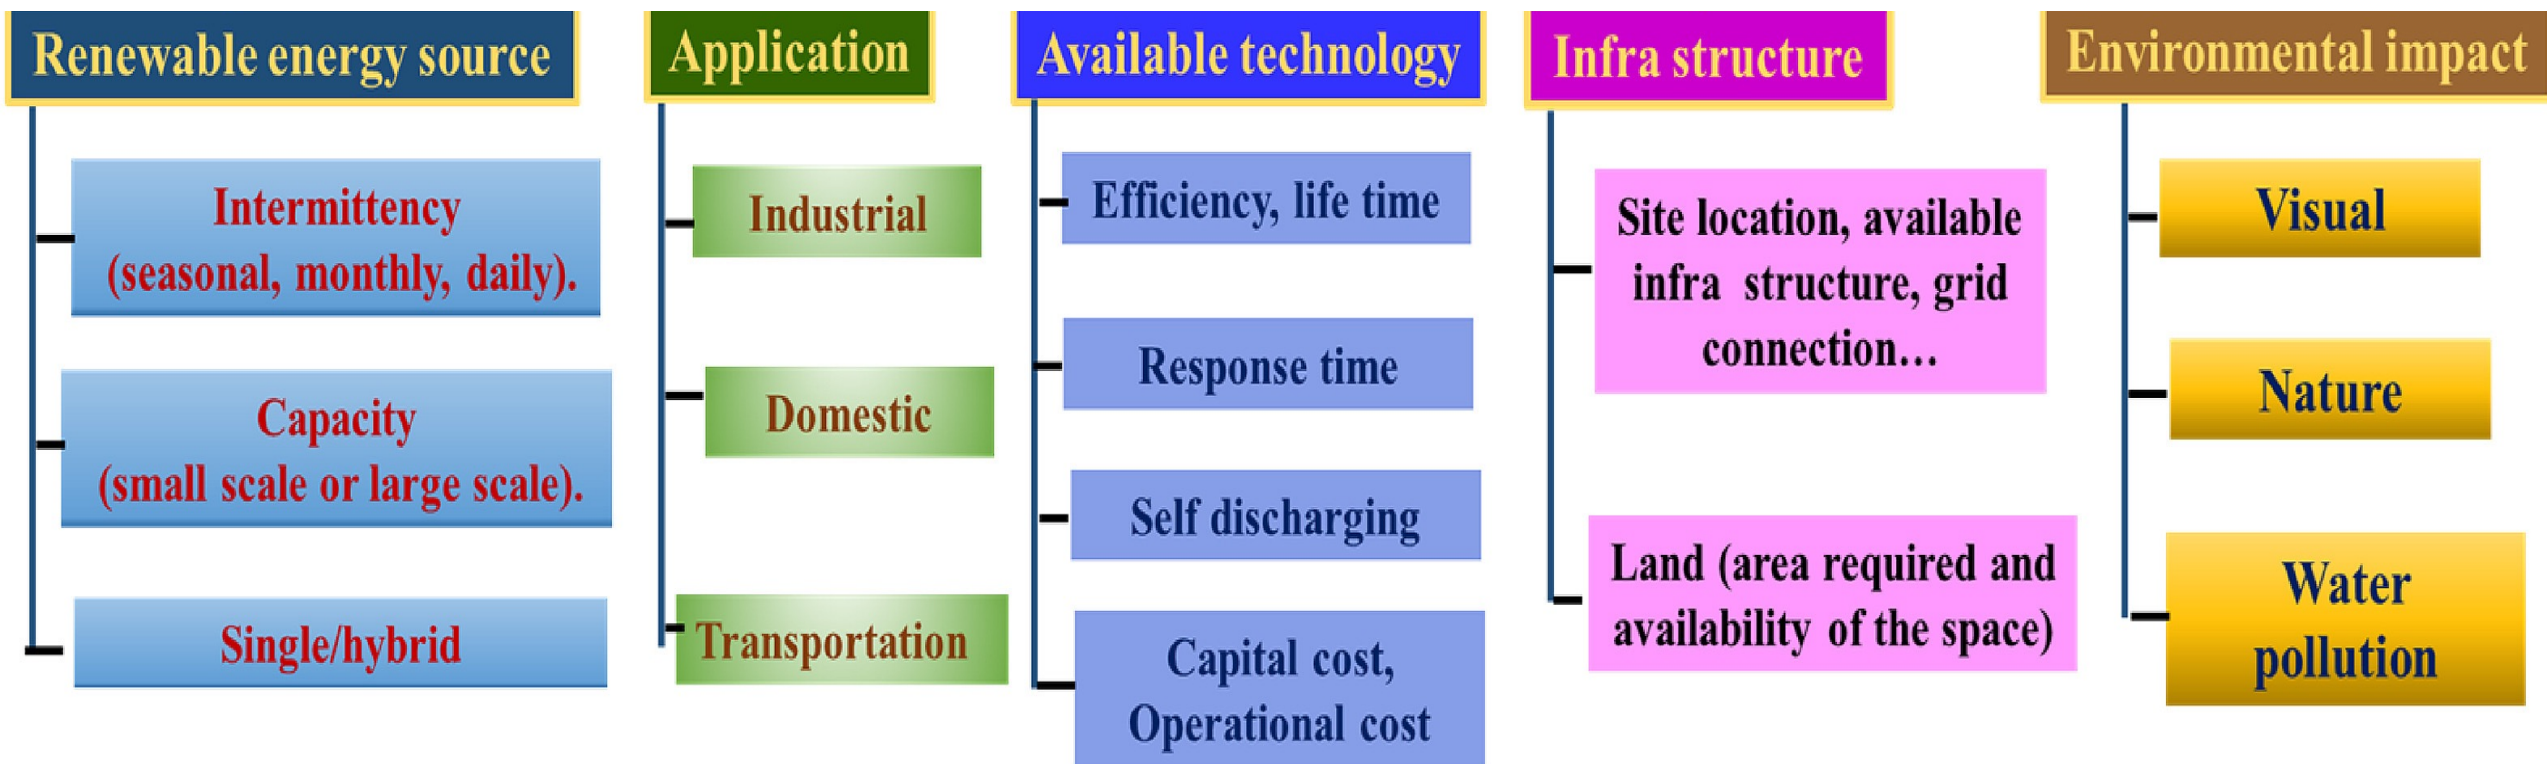 Renewable energy source
Intermittency
(seasonal, monthly, daily).
Capacity
(small scale or large scale).
Single/hybrid
Application
Industrial
Domestic
Transportation
Available technology
Efficiency, life time
Response time
Self discharging
Capital cost,
Operational cost
Infra structure
Site location, available
infra structure, grid
connection...
Land (area required and
availability of the space)
Environmental impact
Visual
Nature
Water
pollution